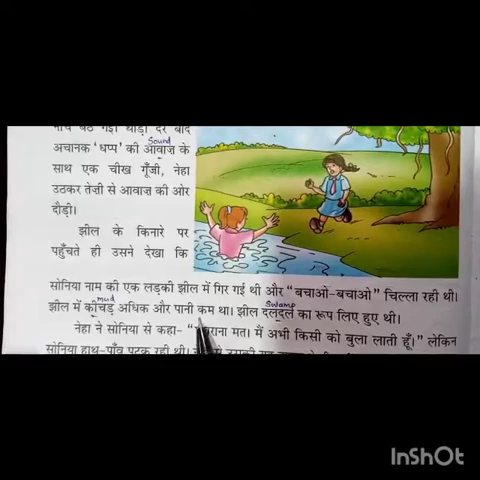 नीचे बैठ गई। थोड़ी देर बाद
sound
अचानक 'धप्प' की आवाज़ के
साथ एक चीख गूँजी, नेहा
उठकर तेज़ी से आवाज़ की ओर
दौड़ी।
झील के किनारे पर
पहुँचते ही उसने देखा कि
सोनिया नाम की एक लड़की झील में गिर गई थी और "बचाओ-बचाओ" चिल्ला रही थी।
mud
swamp
झील में कीचड़ अधिक और पानी कम था। झील दलदल का रूप लिए हुए थी।
नेहा ने सोनिया से कहा- " मत। मैं अभी किसी को बुला लाती हूँ।" लेकिन
सोनिया हाथ-पाँव पटक रही थी।
InShOt